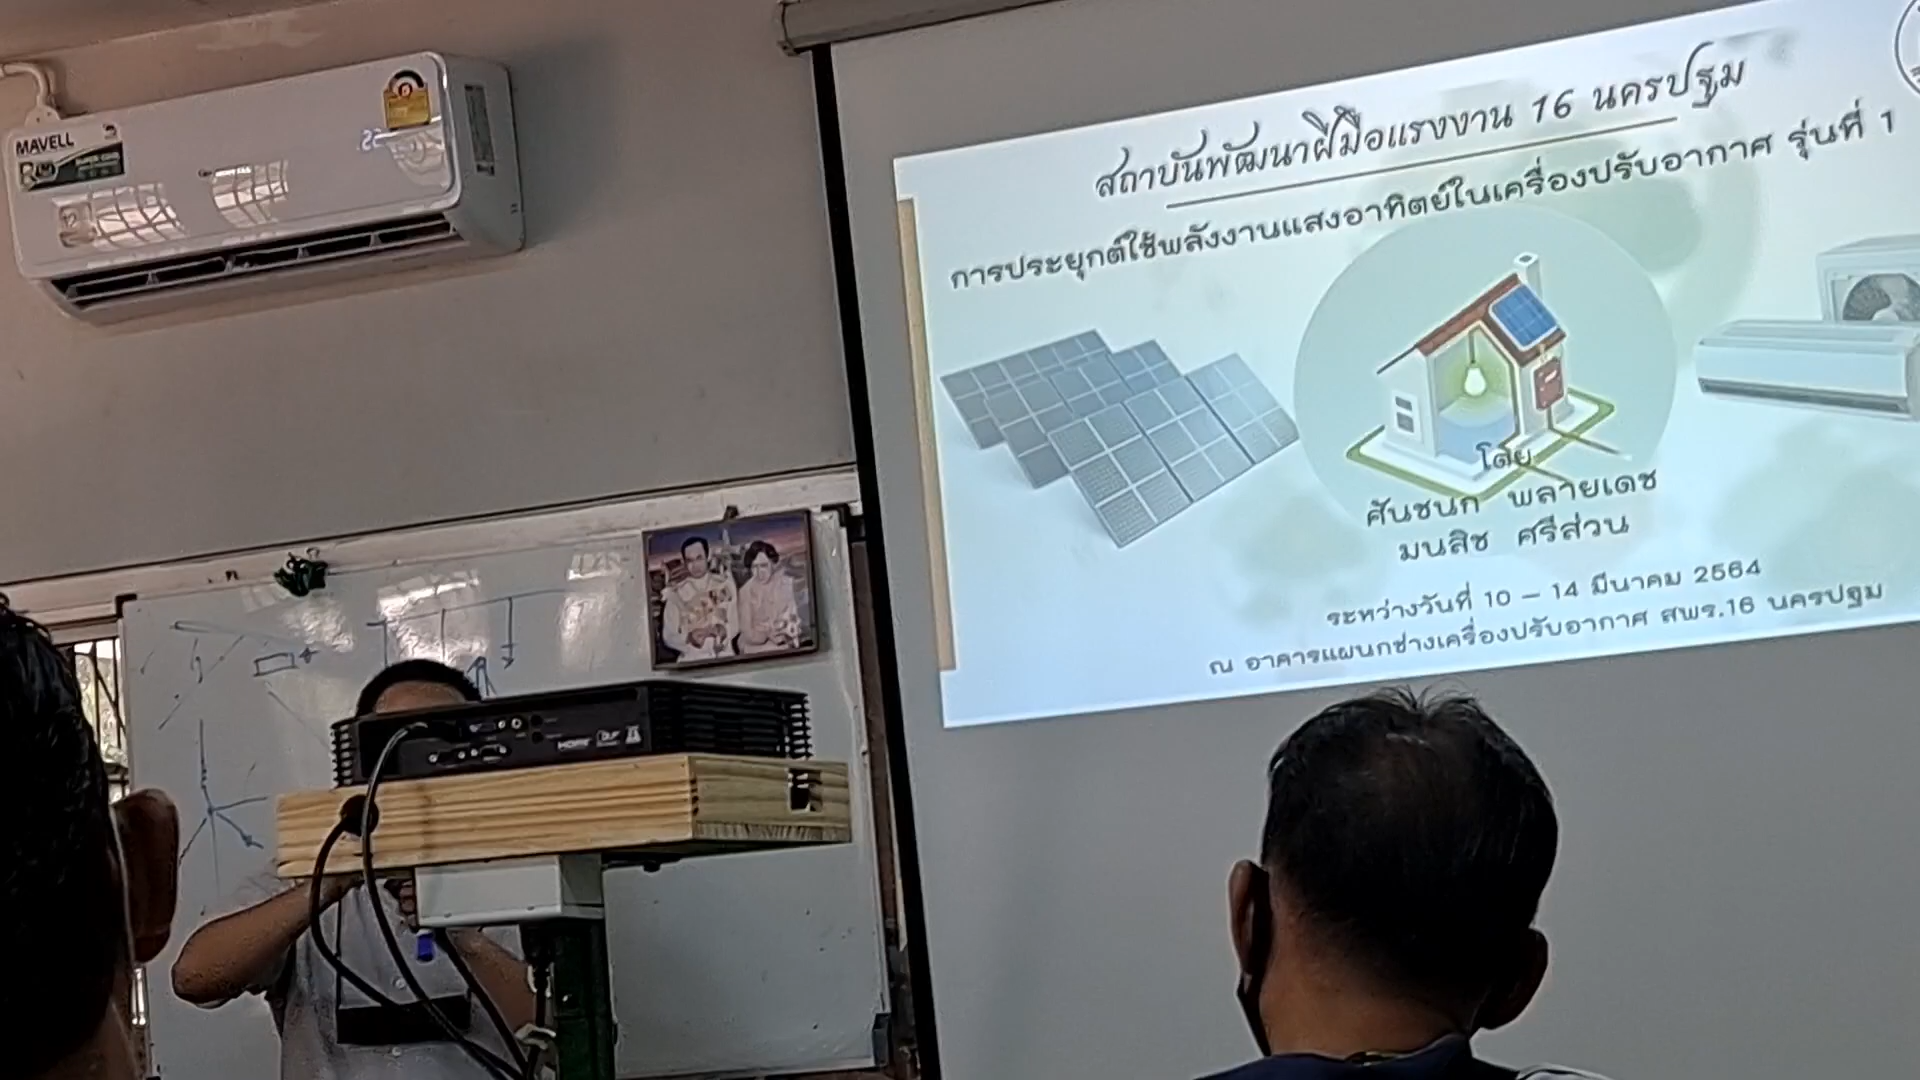 MAVELL
22
สถาบันพัฒนาฝีมือแรงงาน 16 นครปฐม
การประยุกต์ใช้พลังงานแสงอาทิตย์ในเครื่องปรับอากาศ รุ่นที่ 1
โดย
ศันชนก พลายเดช
มนสิช ศรีส่วน
ระหว่างวันที่ 10 – 14 มีนาคม 2564
ณ อาคารแผนกช่างเครื่องปรับอากาศ สพร.16 นครปฐม
HDMI DLP